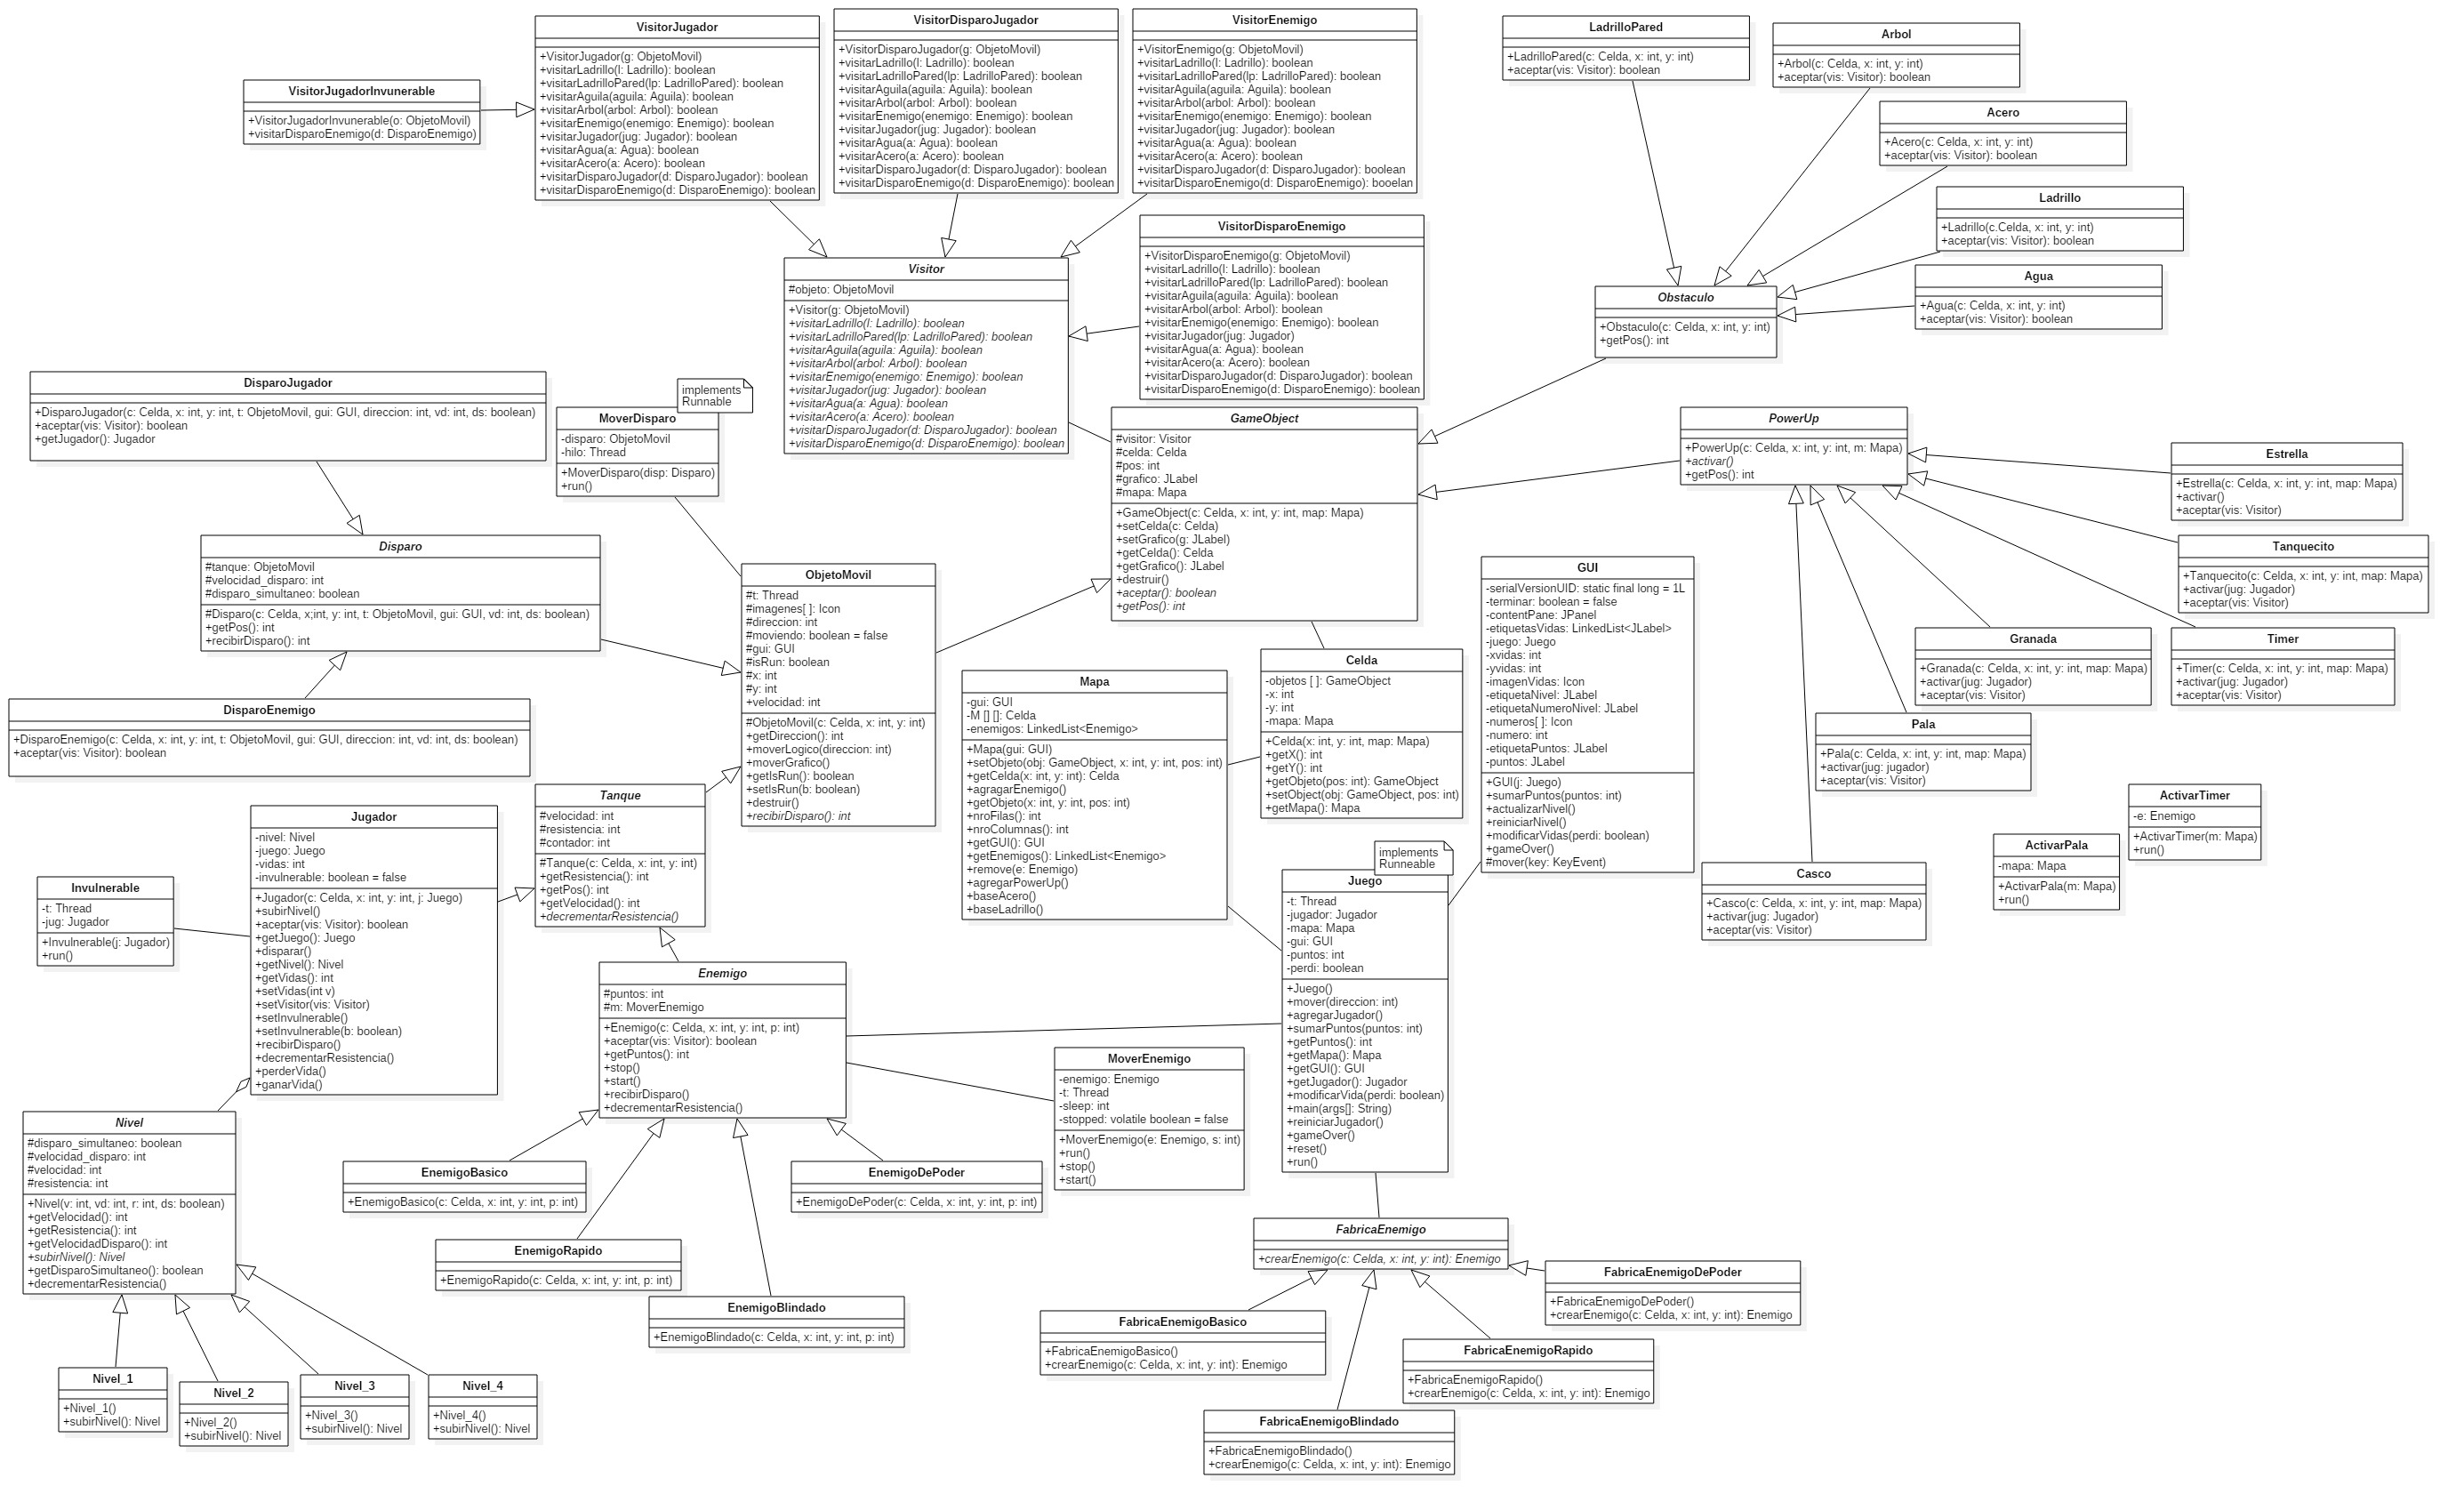 VisitorJugador
+VisitorJugador(g: ObjetoMovil)
+visitarLadrillo(l: Ladrillo): boolean
+visitarLadrilloPared(lp: LadrilloPared): boolean
+visitarAguila(aguila: Aguila): boolean
+visitarArbol(arbol: Arbol): boolean
+visitarEnemigo(enemigo: Enemigo): boolean
+visitarJugador(jug: Jugador): boolean
+visitarAgua(a: Agua): boolean
+visitarAcero(a: Acero): boolean
+visitarDisparoJugador(d: DisparoJugador): boolean
+visitarDisparoEnemigo(d: DisparoEnemigo): boolean
VisitorDisparoJugador
+VisitorDisparoJugador(g: ObjetoMovil)
+visitarLadrillo(l: Ladrillo): boolean
+visitarLadrilloPared(lp: LadrilloPared): boolean
+visitarAguila(aguila: Aguila): boolean
+visitarArbol(arbol: Arbol): boolean
+visitarEnemigo(enemigo: Enemigo): boolean
+visitarJugador(jug: Jugador): boolean
+visitarAgua(a: Agua): boolean
+visitarAcero(a: Acero): boolean
+visitarDisparoJugador(d: DisparoJugador): boolean
+visitarDisparoEnemigo(d: DisparoEnemigo): boolean
VisitorEnemigo
+VisitorEnemigo(g: ObjetoMovil)
+visitarLadrillo(l: Ladrillo): boolean
+visitarLadrilloPared(lp: LadrilloPared): boolean
+visitarAguila(aguila: Aguila): boolean
+visitarArbol(arbol: Arbol): boolean
+visitarEnemigo(enemigo: Enemigo): boolean
+visitarJugador(jug: Jugador): boolean
+visitarAgua(a: Agua): boolean
+visitarAcero(a: Acero): boolean
+visitarDisparoJugador(d: DisparoJugador): boolean
+visitarDisparoEnemigo(d: DisparoEnemigo): booelan
LadrilloPared
+LadrilloPared(c: Celda, x: int, y: int)
+aceptar(vis: Visitor): boolean
Arbol
+Arbol(c: Celda, x: int, y: int)
+aceptar(vis: Visitor): boolean
VisitorJugadorInvunerable
+VisitorJugadorInvunerable(o: ObjetoMovil)
+visitarDisparoEnemigo(d: DisparoEnemigo)
Acero
+Acero(c: Celda, x: int, y: int)
+aceptar(vis: Visitor): boolean
Ladrillo
+Ladrillo(c.Celda, x: int, y: int)
+aceptar(vis: Visitor): boolean
VisitorDisparoEnemigo
+VisitorDisparoEnemigo(g: ObjetoMovil)
+visitarLadrillo(l: Ladrillo): boolean
+visitarLadrilloPared(lp: LadrilloPared): boolean
+visitarAguila(aguila: Aguila): boolean
+visitarArbol(arbol: Arbol): boolean
+visitarEnemigo(enemigo: Enemigo): boolean
+visitarJugador(jug: Jugador)
+visitarAgua(a: Agua): boolean
+visitarAcero(a: Acero): boolean
+visitarDisparoJugador(d: DisparoJugador): boolean
+visitarDisparoEnemigo(d: DisparoEnemigo): boolean
Visitor
#objeto: ObjetoMovil
+Visitor(g: ObjetoMovil)
+visitarLadrillo(l: Ladrillo): boolean
+visitarLadrilloPared(lp: LadrilloPared): boolean
+visitarAguila(aguila: Aguila): boolean
+visitarArbol(arbol: Arbol): boolean
+visitarEnemigo(enemigo: Enemigo): boolean
+visitarJugador(jug: Jugador): boolean
+visitarAgua(a: Agua): boolean
+visitarAcero(a: Acero): boolean
+visitarDisparoJugador(d: DisparoJugador): boolean
+visitarDisparoEnemigo(d: DisparoEnemigo): boolean
Agua
+Agua(c: Celda, x: int, y: int)
+aceptar(vis: Visitor): boolean
Obstaculo
+Obstaculo(c: Celda, x: int, y: int)
+getPos(): int
DisparoJugador
+DisparoJugador(c: Celda, x: int, y: int, t: ObjetoMovil, gui: GUI, direccion: int, vd: int, ds: boolean)
+aceptar(vis: Visitor): boolean
+getJugador(): Jugador
implements
Runnable
MoverDisparo
-disparo: ObjetoMovil
-hilo: Thread
+MoverDisparo(disp: Disparo)
+run()
GameObject
#visitor: Visitor
#celda: Celda
#pos: int
#grafico: JLabel
#mapa: Mapa
+GameObject(c: Celda, x: int, y: int, map: Mapa)
+setCelda(c: Celda)
+setGrafico(g: JLabel)
+getCelda(): Celda
+getGrafico(): JLabel
+destruir()
+aceptar(): boolean
+getPos(): int
PowerUp
+PowerUp(c: Celda, x: int, y: int, m: Mapa)
+activar()
+getPos(): int
Estrella
+Estrella(c: Celda, x: int, y: int, map: Mapa)
+activar()
+aceptar(vis: Visitor)
Disparo
#tanque: ObjetoMovil
#velocidad_disparo: int
#disparo_simultaneo: boolean
#Disparo(c: Celda, x;int, y: int, t: ObjetoMovil, gui: GUI, vd: int, ds: boolean)
+getPos(): int
+recibirDisparo(): int
Tanquecito
+Tanquecito(c: Celda, x: int, y: int, map: Mapa)
+activar(jug: Jugador)
+aceptar(vis: Visitor)
ObjetoMovil
#t: Thread
#imagenes[ ]: Icon
#direccion: int
#moviendo: boolean = false
#gui: GUI
#isRun: boolean
#x: int
#y: int
+velocidad: int
#ObjetoMovil(c: Celda, x: int, y: int)
+getDireccion(): int
+moverLogico(direccion: int)
+moverGrafico()
+getIsRun(): boolean
+setIsRun(b: boolean)
+destruir()
+recibirDisparo(): int
GUI
-serialVersionUID: static final long = 1L
-terminar: boolean = false
-contentPane: JPanel
-etiquetasVidas: LinkedList<JLabel>
-juego: Juego
-xvidas: int
-yvidas: int
-imagenVidas: Icon
-etiquetaNivel: JLabel
-etiquetaNumeroNivel: JLabel
-numeros[ ]: Icon
-numero: int
-etiquetaPuntos: JLabel
-puntos: JLabel
+GUI(j: Juego)
+sumarPuntos(puntos: int)
+actualizarNivel()
+reiniciarNivel()
+modificarVidas(perdi: boolean)
+gameOver()
#mover(key: KeyEvent)
Granada
+Granada(c: Celda, x: int, y: int, map: Mapa)
+activar(jug: Jugador)
+aceptar(vis: Visitor)
Timer
+Timer(c: Celda, x: int, y: int, map: Mapa)
+activar(jug: Jugador)
+aceptar(vis: Visitor)
Celda
-objetos [ ]: GameObject
-x: int
-y: int
-mapa: Mapa
+Celda(x: int, y: int, map: Mapa)
+getX(): int
+getY(): int
+getObjeto(pos: int): GameObject
+setObject(obj: GameObject, pos: int)
+getMapa(): Mapa
Mapa
-gui: GUI
-M [] []: Celda
-enemigos: LinkedList<Enemigo>
+Mapa(gui: GUI)
+setObjeto(obj: GameObject, x: int, y: int, pos: int)
+getCelda(x: int, y: int): Celda
+agragarEnemigo()
+getObjeto(x: int, y: int, pos: int)
+nroFilas(): int
+nroColumnas(): int
+getGUI(): GUI
+getEnemigos(): LinkedList<Enemigo>
+remove(e: Enemigo)
+agregarPowerUp()
+baseAcero()
+baseLadrillo()
DisparoEnemigo
+DisparoEnemigo(c: Celda, x: int, y: int, t: ObjetoMovil, gui: GUI, direccion: int, vd: int, ds: boolean)
+aceptar(vis: Visitor): boolean
Pala
+Pala(c: Celda, x: int, y: int, map: Mapa)
+activar(jug: jugador)
+aceptar(vis: Visitor)
Tanque
#velocidad: int
#resistencia: int
#contador: int
#Tanque(c: Celda, x: int, y: int)
+getResistencia(): int
+getPos(): int
+getVelocidad(): int
+decrementarResistencia()
ActivarTimer
-e: Enemigo
+ActivarTimer(m: Mapa)
+run()
Jugador
-nivel: Nivel
-juego: Juego
-vidas: int
-invulnerable: boolean = false
+Jugador(c: Celda, x: int, y: int, j: Juego)
+subirNivel()
+aceptar(vis: Visitor): boolean
+getJuego(): Juego
+disparar()
+getNivel(): Nivel
+getVidas(): int
+setVidas(int v)
+setVisitor(vis: Visitor)
+setInvulnerable()
+setInvulnerable(b: boolean)
+recibirDisparo()
+decrementarResistencia()
+perderVida()
+ganarVida()
ActivarPala
-mapa: Mapa
+ActivarPala(m: Mapa)
+run()
implements
Runneable
Juego
-t: Thread
-jugador: Jugador
-mapa: Mapa
-gui: GUI
-puntos: int
-perdi: boolean
+Juego()
+mover(direccion: int)
+agregarJugador()
+sumarPuntos(puntos: int)
+getPuntos(): int
+getMapa(): Mapa
+getGUI(): GUI
+getJugador(): Jugador
+modificarVida(perdi: boolean)
+main(args[]: String)
+reiniciarJugador()
+gameOver()
+reset()
+run()
Casco
+Casco(c: Celda, x: int, y: int, map: Mapa)
+activar(jug: Jugador)
+aceptar(vis: Visitor)
Invulnerable
-t: Thread
-jug: Jugador
+Invulnerable(j: Jugador)
+run()
Enemigo
#puntos: int
#m: MoverEnemigo
+Enemigo(c: Celda, x: int, y: int, p: int)
+aceptar(vis: Visitor): boolean
+getPuntos(): int
+stop()
+start()
+recibirDisparo()
+decrementarResistencia()
MoverEnemigo
-enemigo: Enemigo
-t: Thread
-sleep: int
-stopped: volatile boolean = false
+MoverEnemigo(e: Enemigo, s: int)
+run()
+stop()
+start()
Nivel
#disparo_simultaneo: boolean
#velocidad_disparo: int
#velocidad: int
#resistencia: int
+Nivel(v: int, vd: int, r: int, ds: boolean)
+getVelocidad(): int
+getResistencia(): int
+getVelocidadDisparo(): int
+subirNivel(): Nivel
+getDisparoSimultaneo(): boolean
+decrementarResistencia()
EnemigoBasico
+EnemigoBasico(c: Celda, x: int, y: int, p: int)
EnemigoDePoder
+EnemigoDePoder(c: Celda, x: int, y: int, p: int)
EnemigoRapido
+EnemigoRapido(c: Celda, x: int, y: int, p: int)
EnemigoBlindado
+EnemigoBlindado(c: Celda, x: int, y: int, p: int)
FabricaEnemigo
+crearEnemigo(c: Celda, x: int, y: int): Enemigo
FabricaEnemigoDePoder
+FabricaEnemigoDePoder()
+crearEnemigo(c: Celda, x: int, y: int): Enemigo
FabricaEnemigoBasico
+FabricaEnemigoBasico()
+crearEnemigo(c: Celda, x: int, y: int): Enemigo
FabricaEnemigoRapido
+FabricaEnemigoRapido()
+crearEnemigo(c: Celda, x: int, y: int): Enemigo
FabricaEnemigoBlindado
+FabricaEnemigoBlindado()
+crearEnemigo(c: Celda, x: int, y: int): Enemigo
Nivel_1
+Nivel_1()
+subirNivel(): Nivel
Nivel_2
+Nivel_2()
+subirNivel(): Nivel
Nivel_3
+Nivel_3()
+subirNivel(): Nivel
Nivel_4
+Nivel_4()
+subirNivel(): Nivel